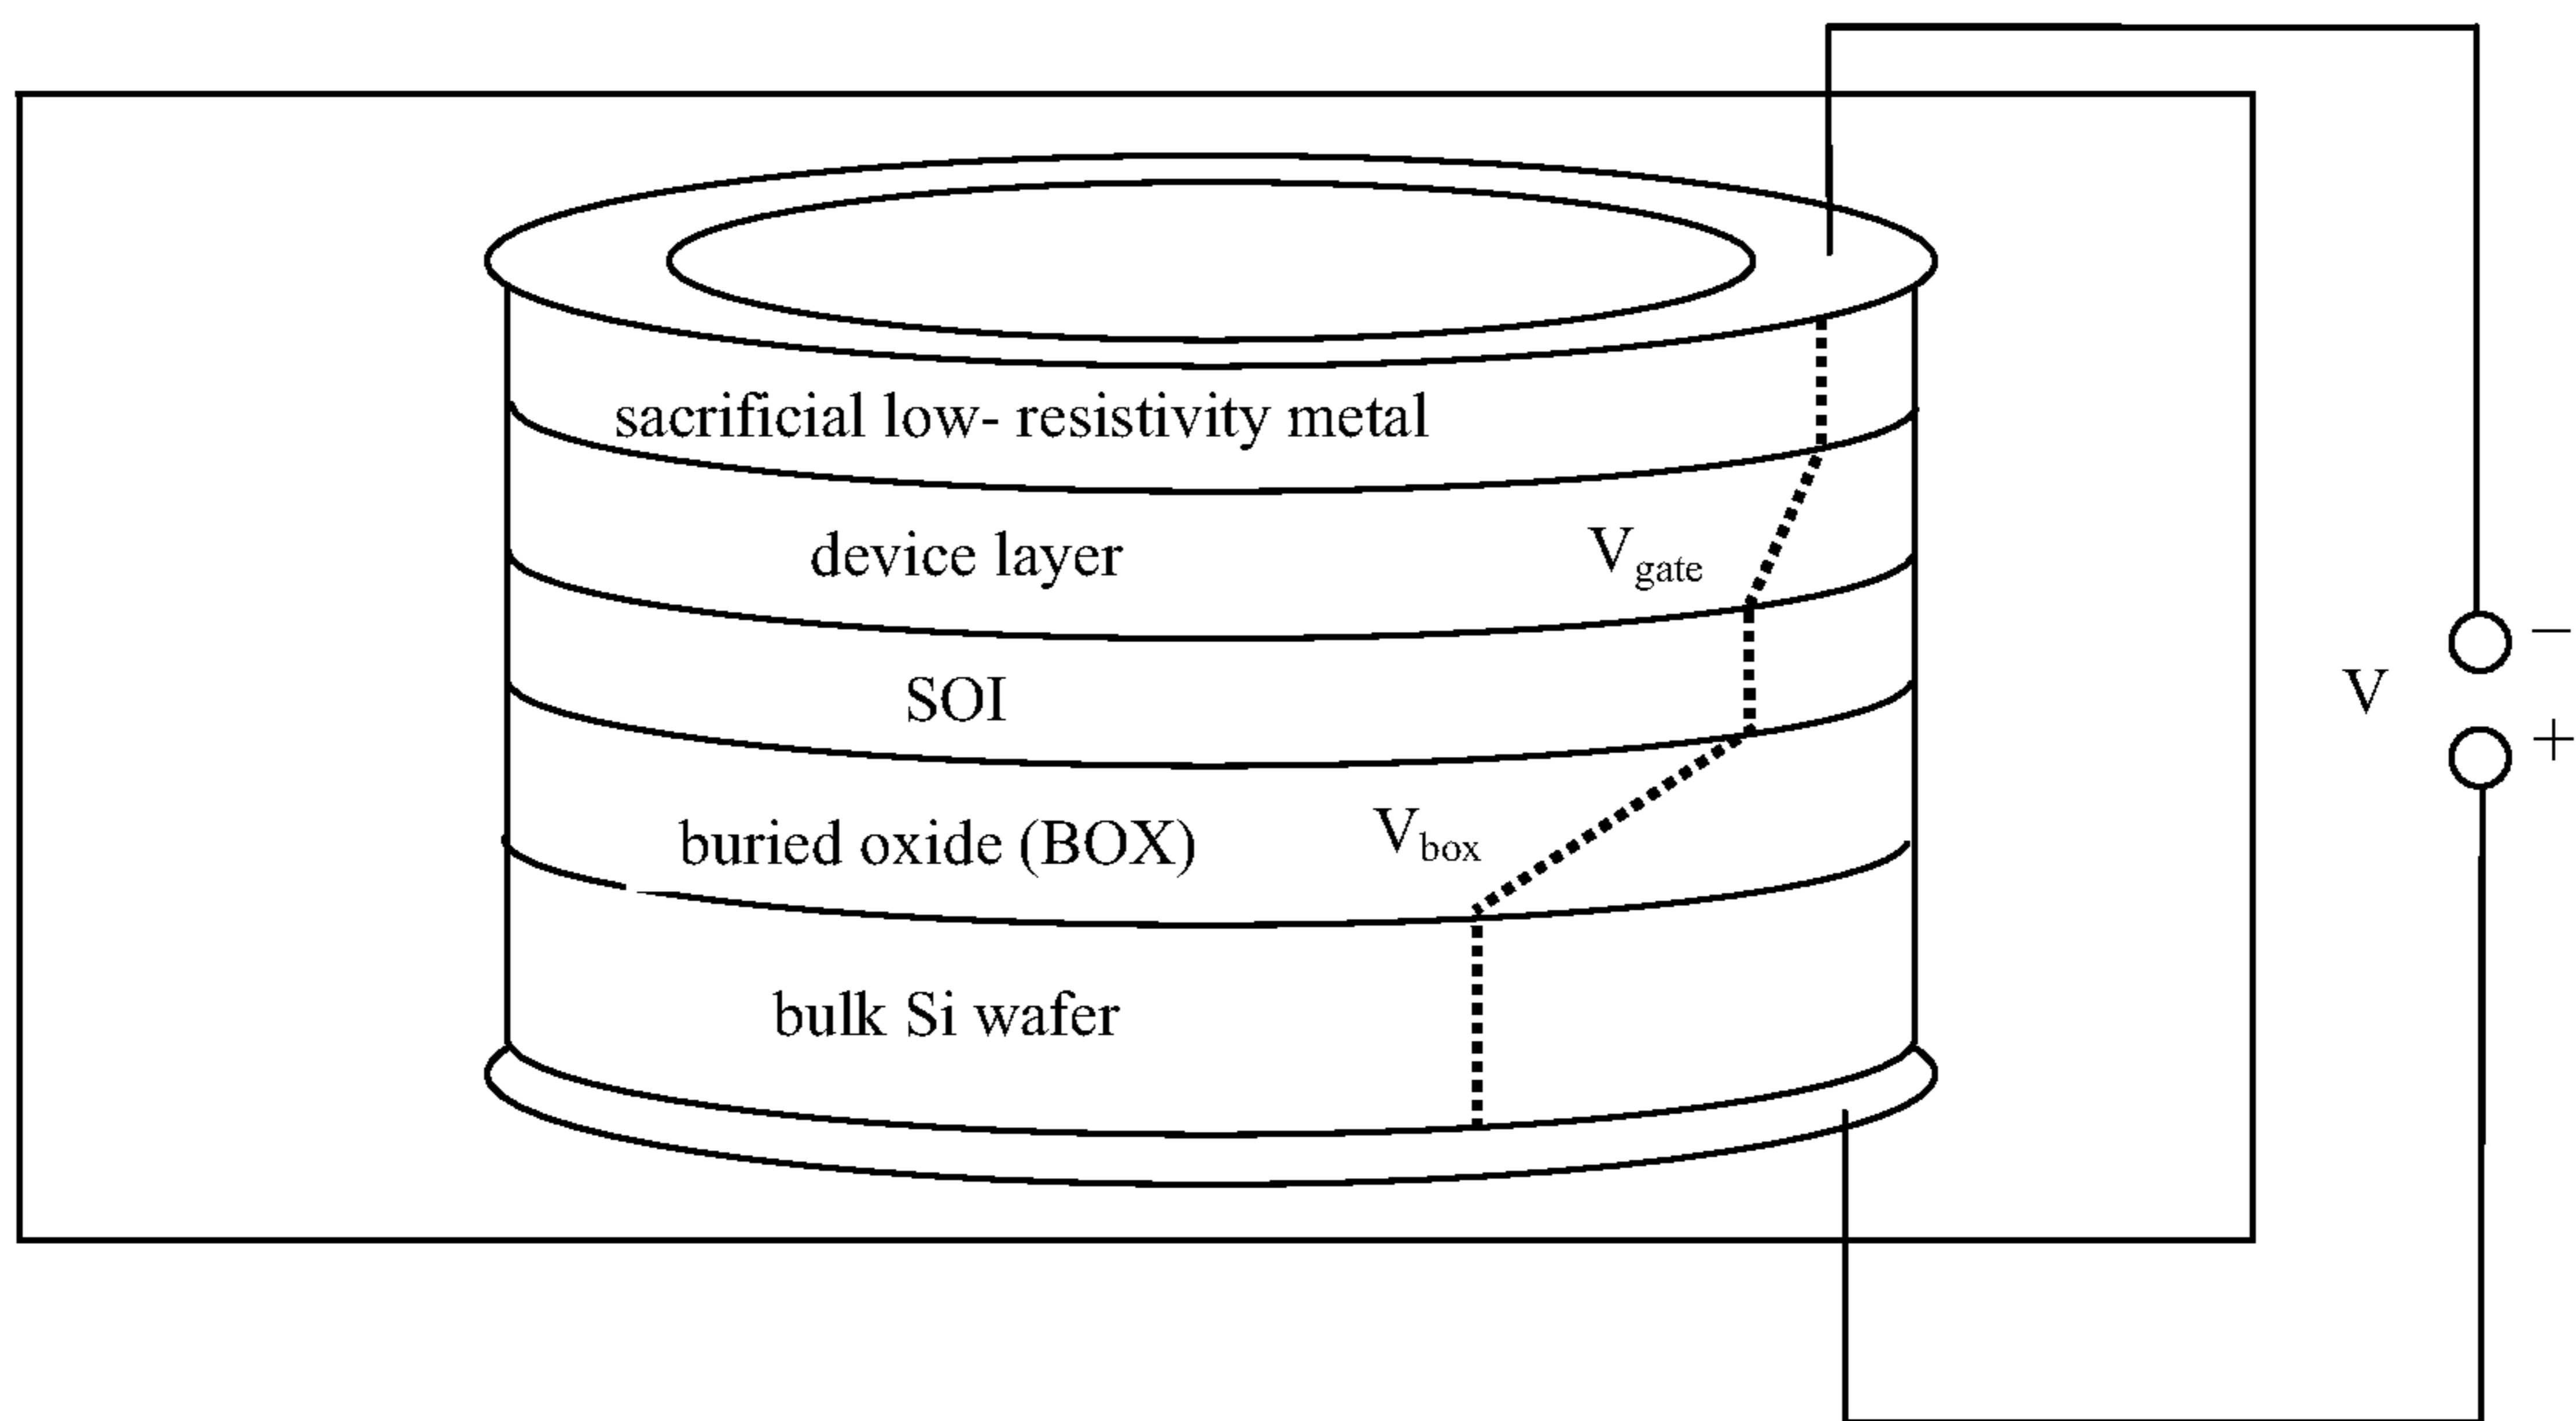 sacrificial low- resistivity metal
device layer
Vgate
SOI
−
V
+
buried oxide (BOX)
Vbox
bulk Si wafer